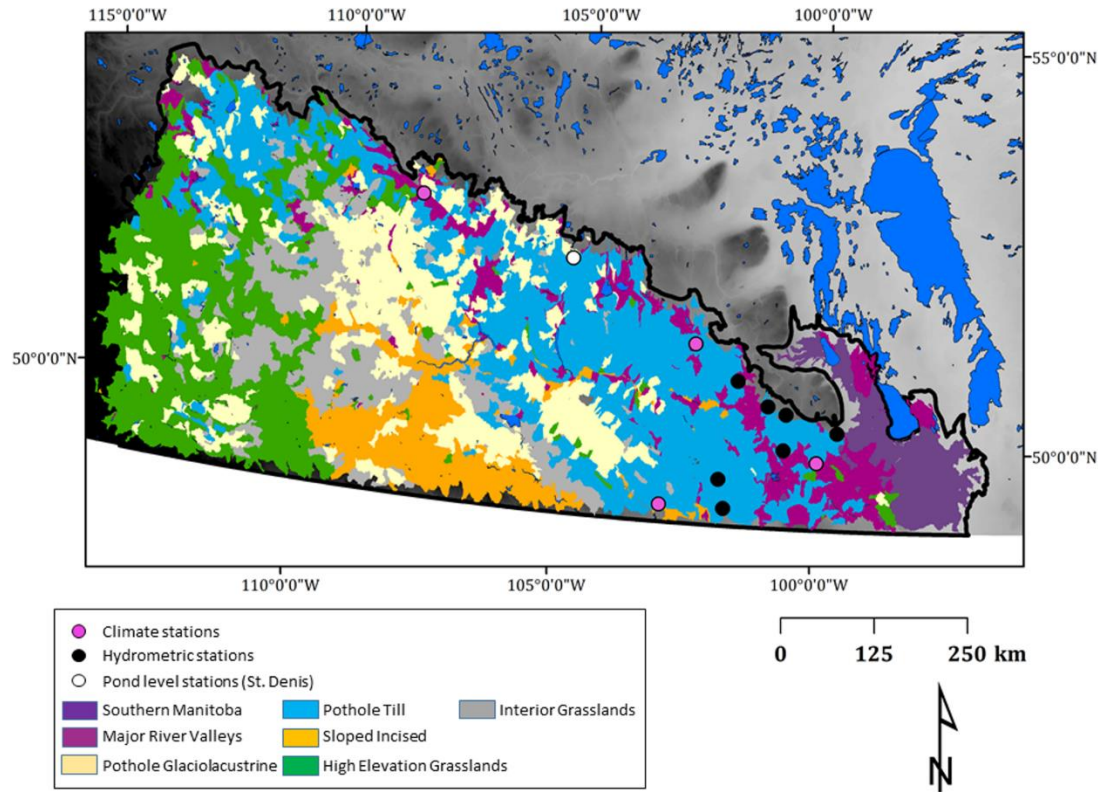 115°0'0"W 110°0'0"W 105°0'0"W 100°0'0"W
55°0'0"N
50°0'0"N
50°0'0"N
110°0'0"W 105°0'0"W 100°0'0"W
Climate stations
Hydrometric stations
Pond level stations (St. Denis)
Southern Manitoba Pothole Till Interior Grasslands
Major River Valleys Sloped Incised
Pothole Glaciolacustrine High Elevation Grasslands
0 125 250 km
N